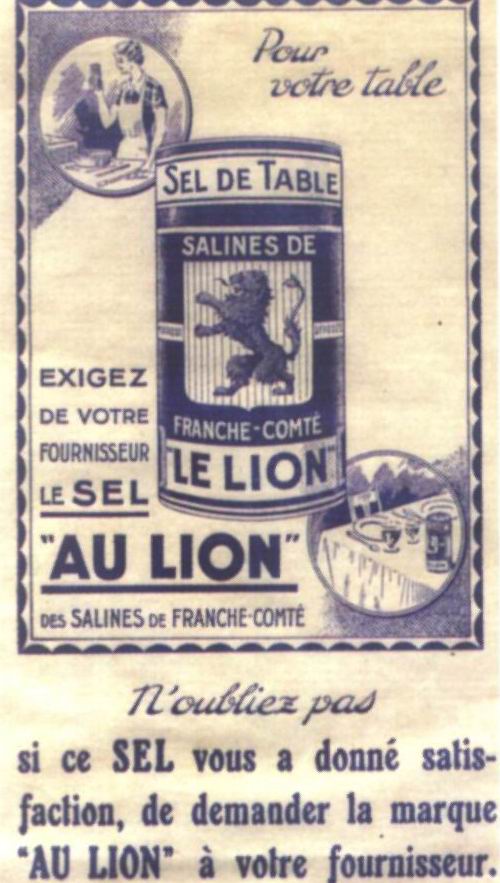 Pour
votre table
SEL DE TABLE
SALINES DE
FRANCHE-COMTÉ
"LE LION"
EXIGEZ
DE VOTRE
FOURNISSEUR
LE SEL
"AU LION"
DES SALINES DE FRANCHE-COMTÉ
N'oubliez pas
si ce SEL vous a donné satis-
faction, de demander la marque
"AU LION" à votre fournisseur.